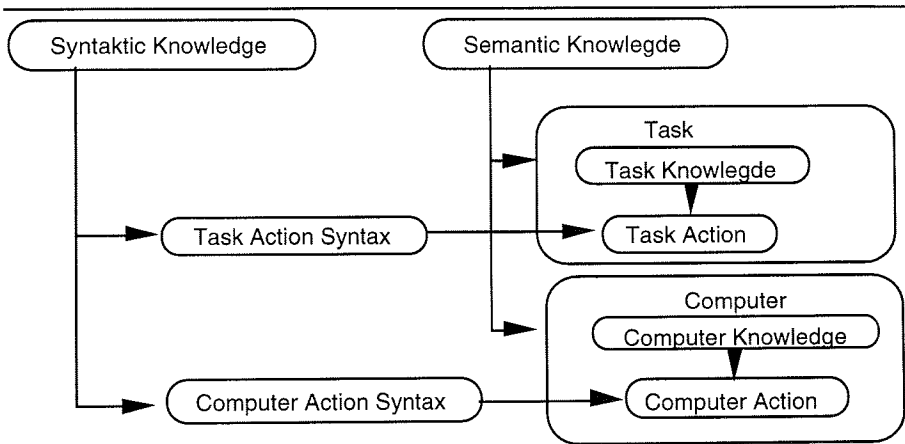 Syntaktic Knowledge
Semantic Knowlegde
Task
Task Knowlegde
Task Action Syntax
Task Action
Computer
Computer Knowledge
Computer Action Syntax
Computer Action